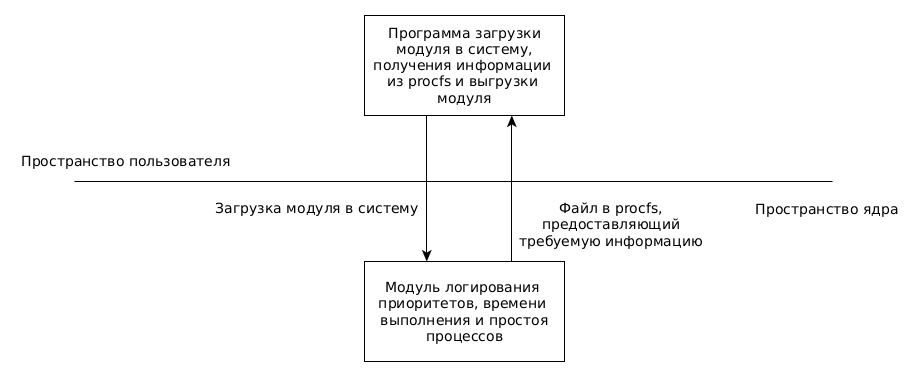 Программа загрузки
модуля в систему,
получения информации
из procfs и выгрузки
модуля
Пространство пользователя
Загрузка модуля в систему
Файл в procfs,
предоставляющий
требуемую информацию
Пространство ядра
Модуль логирования
приоритетов, времени
выполнения и простоя
процессов